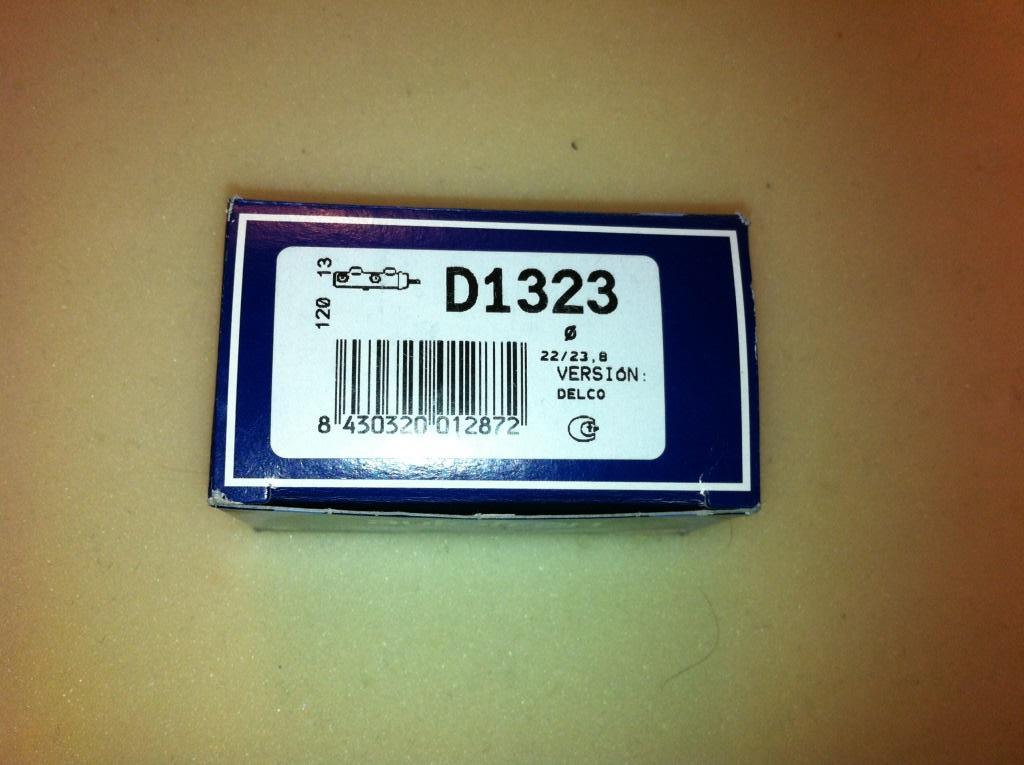 120 13
D1323
Ø
22/23,8
VERSIÓN:
DELCO
8 430320 012872